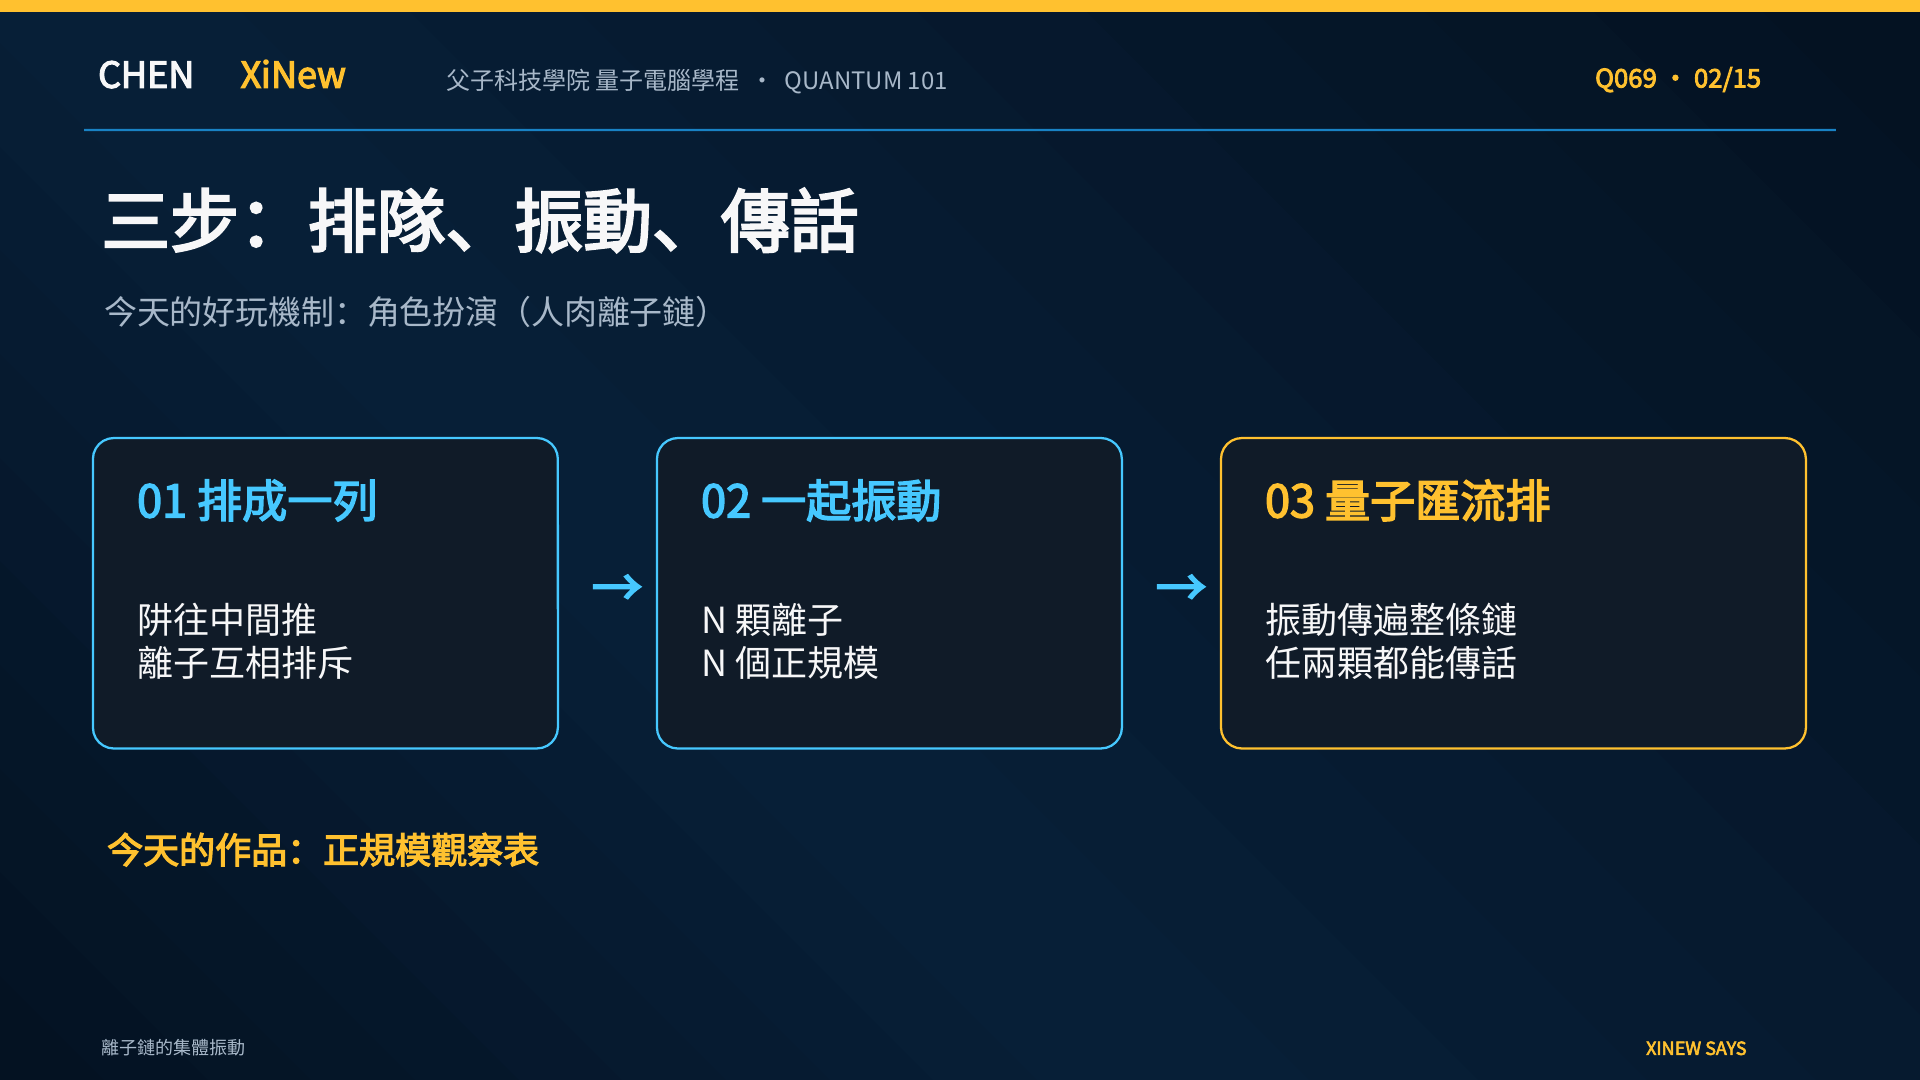 CHEN XiNew 父子科技學院 量子電腦學程 • QUANTUM 101 Q069 • 02/15
三步：排隊、振動、傳話
今天的好玩機制：角色扮演（人肉離子鏈）
01 排成一列
阱往中間推
離子互相排斥
→
02 一起振動
N 顆離子
N 個正規模
→
03 量子匯流排
振動傳遍整條鏈
任兩顆都能傳話
今天的作品：正規模觀察表
離子鏈的集體振動 XINEW SAYS